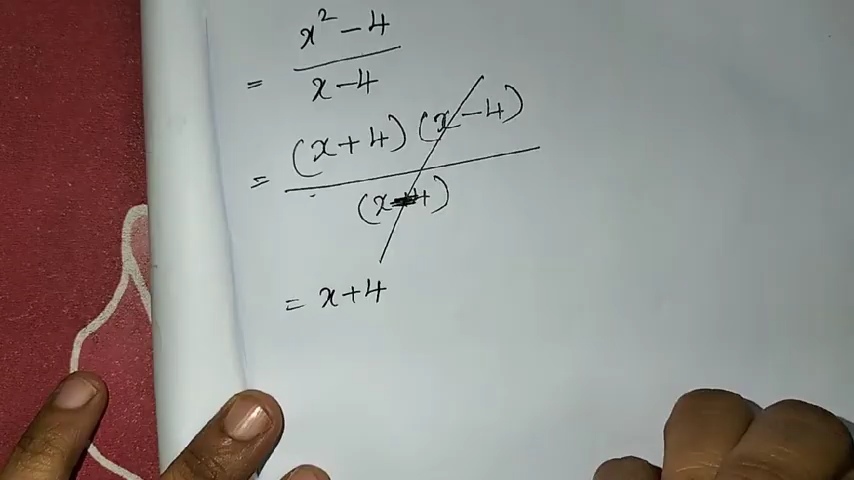 = x² - 4 / x - 4
= (x + 4) (x - 4) / (x - 4)
= x + 4